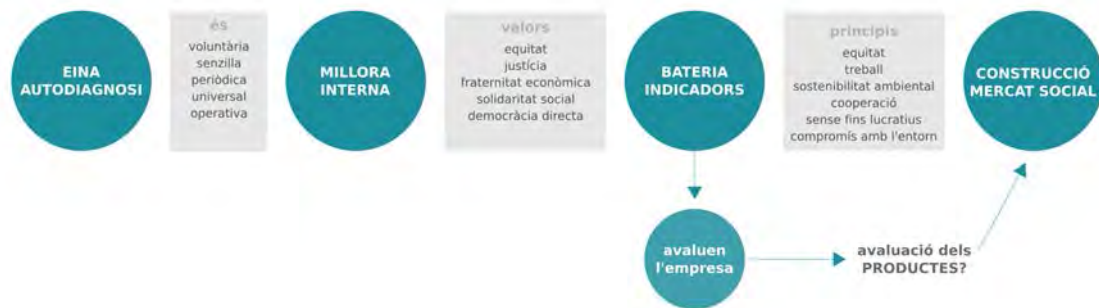 EINA
AUTODIAGNOSI
és
voluntària
senzilla
periòdica
universal
operativa
MILLORA
INTERNA
valors
equitat
justícia
fraternitat econòmica
solidaritat social
democràcia directa
BATERIA
INDICADORS
principis
equitat
treball
sostenibilitat ambiental
cooperació
sense fins lucratius
compromís amb l'entorn
CONSTRUCCIÓ
MERCAT SOCIAL
avaluen
l'empresa
avaluació dels
PRODUCTES?